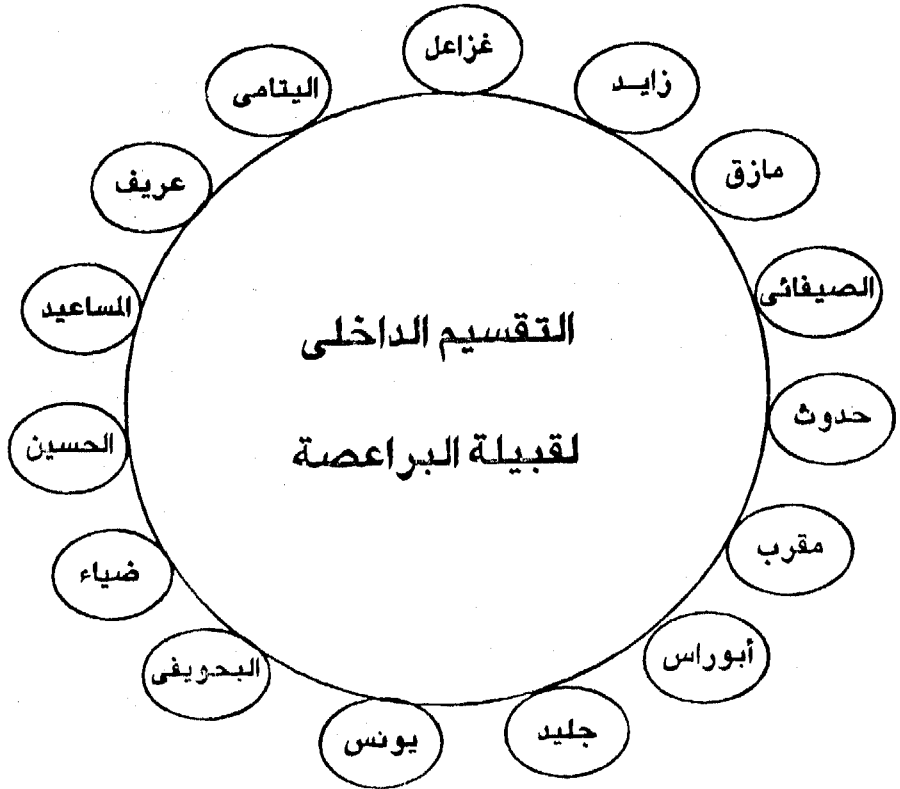 غزاعل
زايد
مازق
الصيفائى
حدوث
مقرب
أبوراس
جليد
يونس
البحويفى
ضياء
الحسين
المساعيد
عريف
اليتامى
التقسيم الداخلى
لقبيلة البراعصة